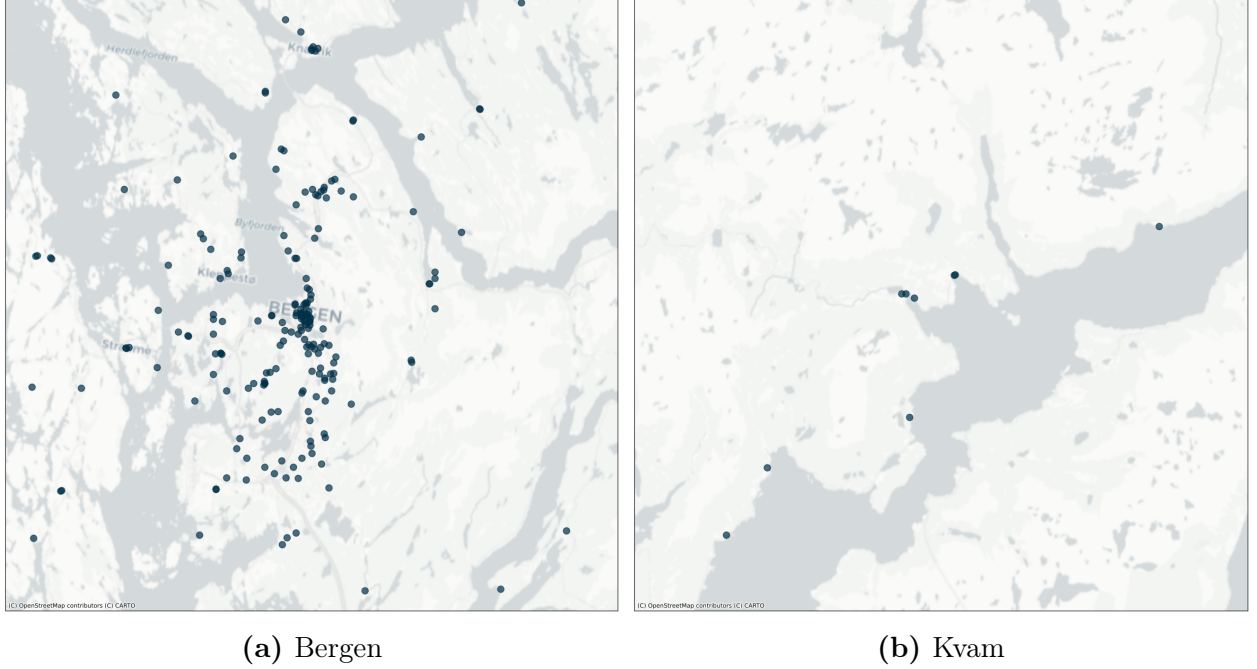 Herdlefjorden
Knarvik
Byfjorden
Kleppestø
BERGEN
Straume
(C) OpenStreetMap contributors (C) CARTO
(C) OpenStreetMap contributors (C) CARTO
(a) Bergen
(b) Kvam